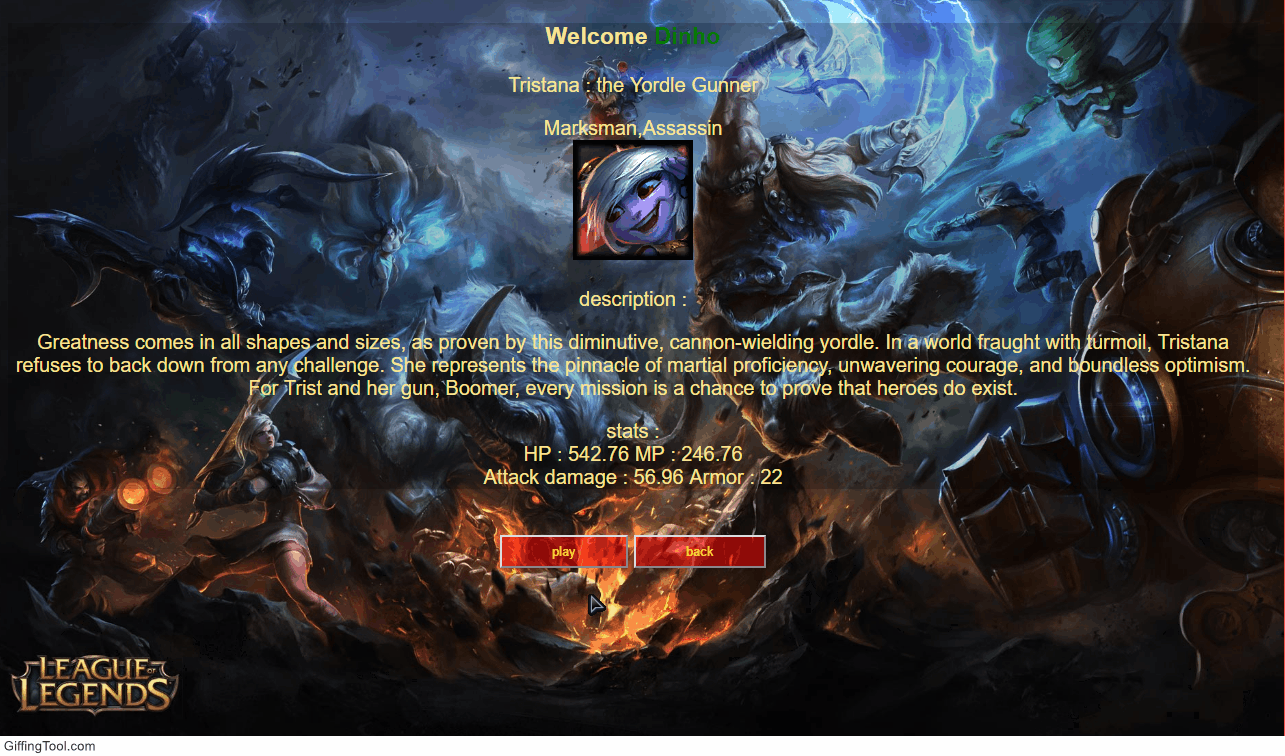 Welcome Dinho
Tristana : the Yordle Gunner
Marksman,Assassin
description :
Greatness comes in all shapes and sizes, as proven by this diminutive, cannon-wielding yordle. In a world fraught with turmoil, Tristana
refuses to back down from any challenge. She represents the pinnacle of martial proficiency, unwavering courage, and boundless optimism.
For Trist and her gun, Boomer, every mission is a chance to prove that heroes do exist.
stats :
HP : 542.76 MP : 246.76
Attack damage : 56.96 Armor : 22
play back
LEAGUE OF
LEGENDS
GiffingTool.com